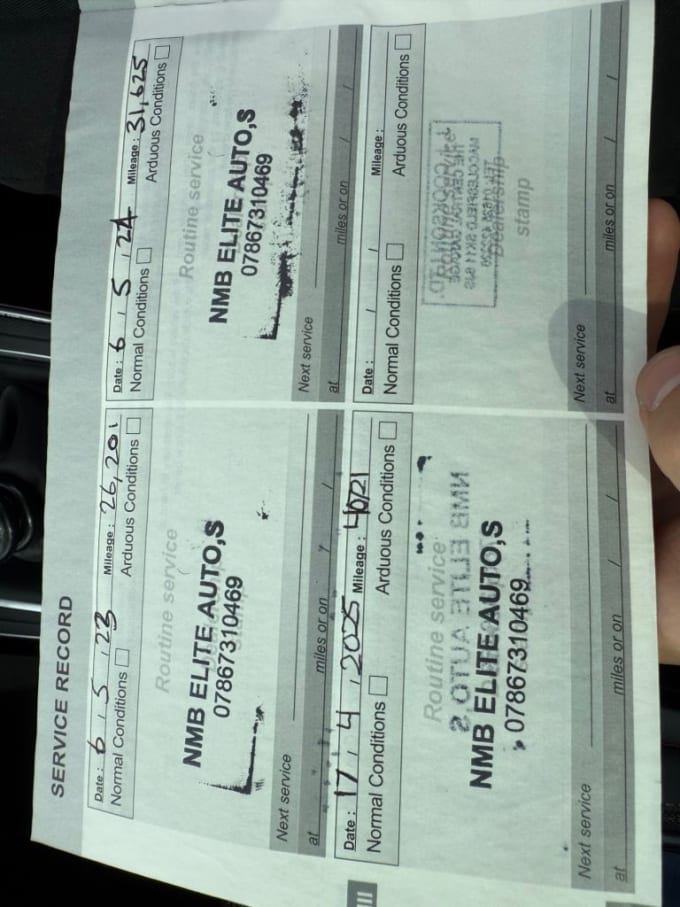 SERVICE RECORD
Date : 6 / 5 / 23 Mileage : 26,201
Normal Conditions Arduous Conditions
Routine service
NMB ELITE AUTO,S
07867310469
Next service
at / miles or on / /
Date : 6 / 5 / 24 Mileage : 31,625
Normal Conditions Arduous Conditions
Routine service
NMB ELITE AUTO,S
07867310469
Next service
at miles or on / /
Date : 17 / 4 / 2025 Mileage :
Normal Conditions Arduous Conditions
Routine service
NMB ELITE AUTO S
NMB ELITE AUTO,S
07867310469
Next service
at miles or on / /
Date : / / Mileage :
Normal Conditions Arduous Conditions
Dealership
stamp
Next service
at miles or on / /